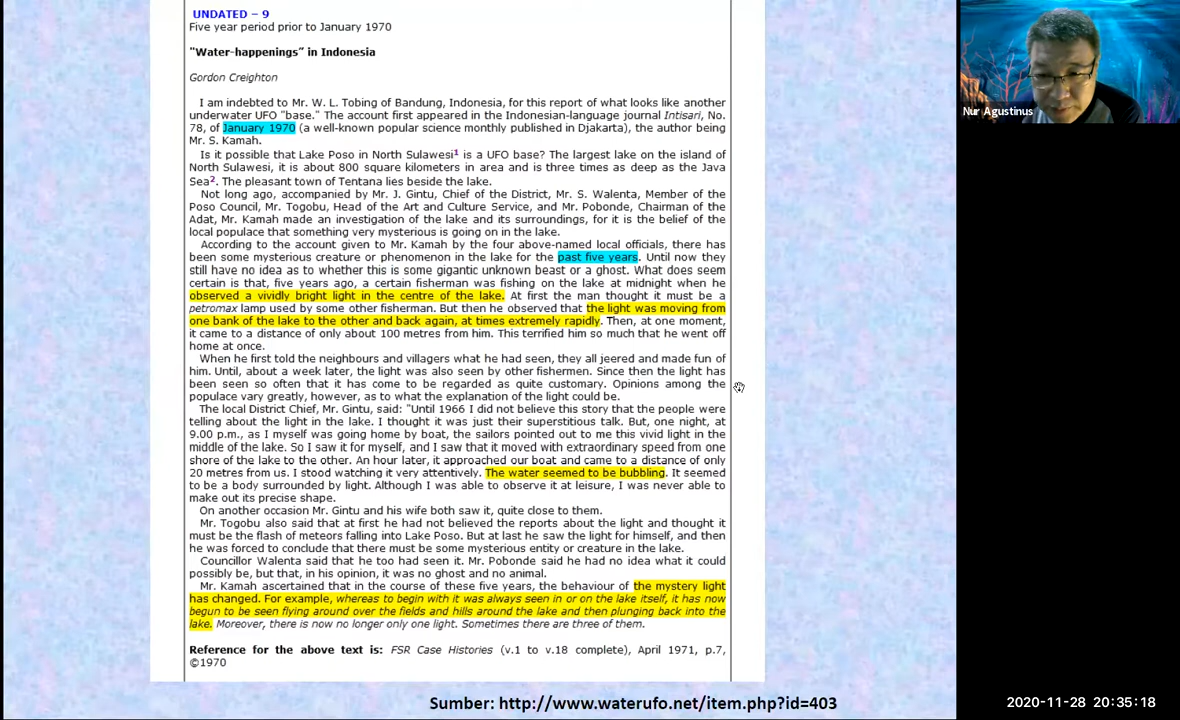 UNDATED – 9
Five year period prior to January 1970
"Water-happenings" in Indonesia
Gordon Creighton
I am indebted to Mr. W. L. Tobing of Bandung, Indonesia, for this report of what looks like another
underwater UFO "base." The account first appeared in the Indonesian-language journal Intisari, No.
78, of January 1970 (a well-known popular science monthly published in Djakarta), the author being
Mr. S. Kamah.
Is it possible that Lake Poso in North Sulawesi1 is a UFO base? The largest lake on the island of
North Sulawesi, it is about 800 square kilometers in area and is three times as deep as the Java
Sea2. The pleasant town of Tentana lies beside the lake.
Not long ago, accompanied by Mr. J. Gintu, Chief of the District, Mr. S. Walenta, Member of the
Poso Council, Mr. Togobu, Head of the Art and Culture Service, and Mr. Pobonde, Chairman of the
Adat, Mr. Kamah made an investigation of the lake and its surroundings, for it is the belief of the
local populace that something very mysterious is going on in the lake.
According to the account given to Mr. Kamah by the four above-named local officials, there has
been some mysterious creature or phenomenon in the lake for the past five years. Until now they
still have no idea as to whether this is some gigantic unknown beast or a ghost. What does seem
certain is that, five years ago, a certain fisherman was fishing on the lake at midnight when he
observed a vividly bright light in the centre of the lake. At first the man thought it must be a
petromax lamp used by some other fisherman. But then he observed that the light was moving from
one bank of the lake to the other and back again, at times extremely rapidly. Then, at one moment,
it came to a distance of only about 100 metres from him. This terrified him so much that he went off
home at once.
When he first told the neighbours and villagers what he had seen, they all jeered and made fun of
him. Until, about a week later, the light was also seen by other fishermen. Since then the light has
been seen so often that it has come to be regarded as quite customary. Opinions among the
populace vary greatly, however, as to what the explanation of the light could be.
The local District Chief, Mr. Gintu, said: "Until 1966 I did not believe this story that the people were
telling about the light in the lake. I thought it was just their superstitious talk. But, one night, at
9.00 p.m., as I myself was going home by boat, the sailors pointed out to me this vivid light in the
middle of the lake. So I saw it for myself, and I saw that it moved with extraordinary speed from one
shore of the lake to the other. An hour later, it approached our boat and came to a distance of only
20 metres from us. I stood watching it very attentively. The water seemed to be bubbling. It seemed
to be a body surrounded by light. Although I was able to observe it at leisure, I was never able to
make out its precise shape.
On another occasion Mr. Gintu and his wife both saw it, quite close to them.
Mr. Togobu also said that at first he had not believed the reports about the light and thought it
must be the flash of meteors falling into Lake Poso. But at last he saw the light for himself, and then
he was forced to conclude that there must be some mysterious entity or creature in the lake.
Councillor Walenta said that he too had seen it. Mr. Pobonde said he had no idea what it could
possibly be, but that, in his opinion, it was no ghost and no animal.
Mr. Kamah ascertained that in the course of these five years, the behaviour of the mystery light
has changed. For example, whereas to begin with it was always seen in or on the lake itself, it has now
begun to be seen flying around over the fields and hills around the lake and then plunging back into the
lake. Moreover, there is now no longer only one light. Sometimes there are three of them.
Reference for the above text is: FSR Case Histories (v.1 to v.18 complete), April 1971, p.7,
©1970
Sumber: http://www.waterufo.net/item.php?id=403
Nur Agustinus
2020-11-28 20:35:18